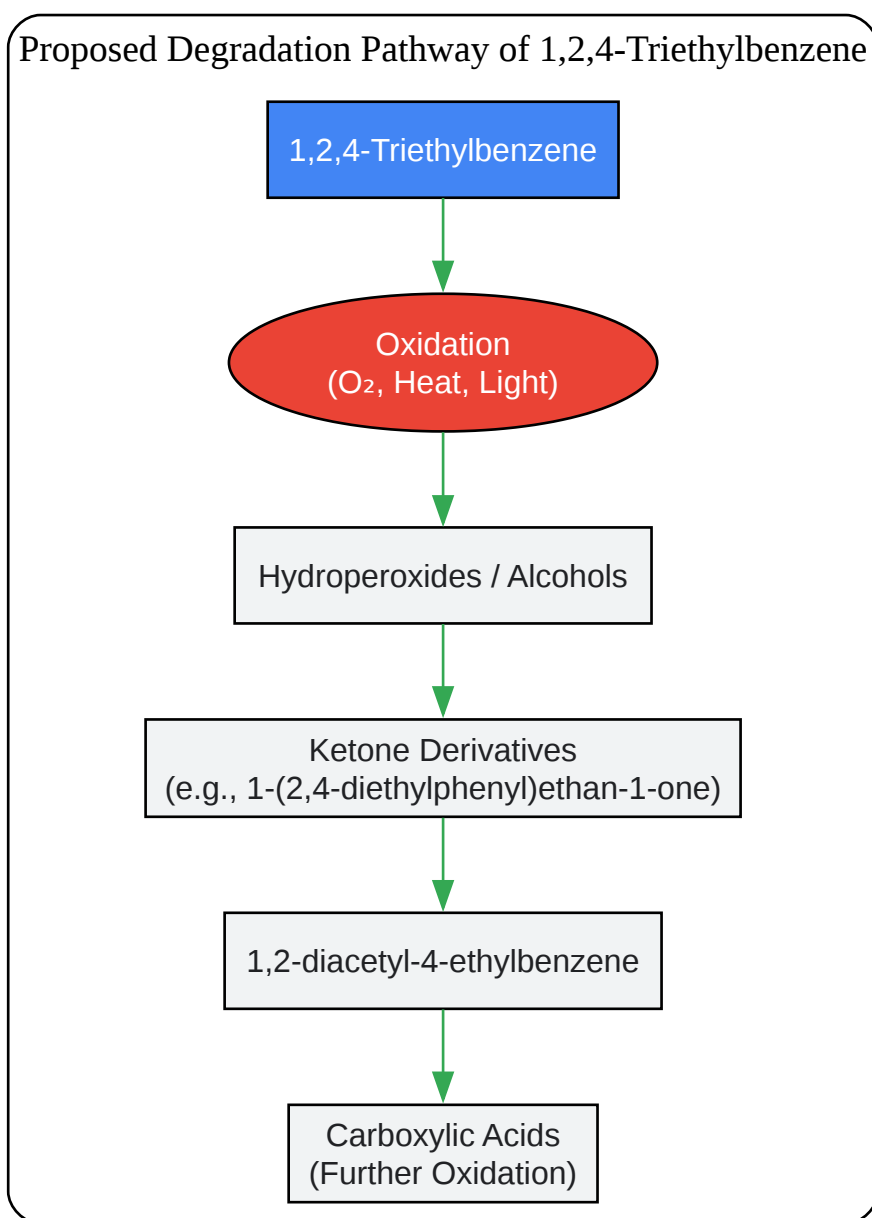 Proposed Degradation Pathway of 1,2,4-Triethylbenzene
1,2,4-Triethylbenzene
Oxidation
(O₂, Heat, Light)
Hydroperoxides / Alcohols
Ketone Derivatives
(e.g., 1-(2,4-diethylphenyl)ethan-1-one)
1,2-diacetyl-4-ethylbenzene
Carboxylic Acids
(Further Oxidation)